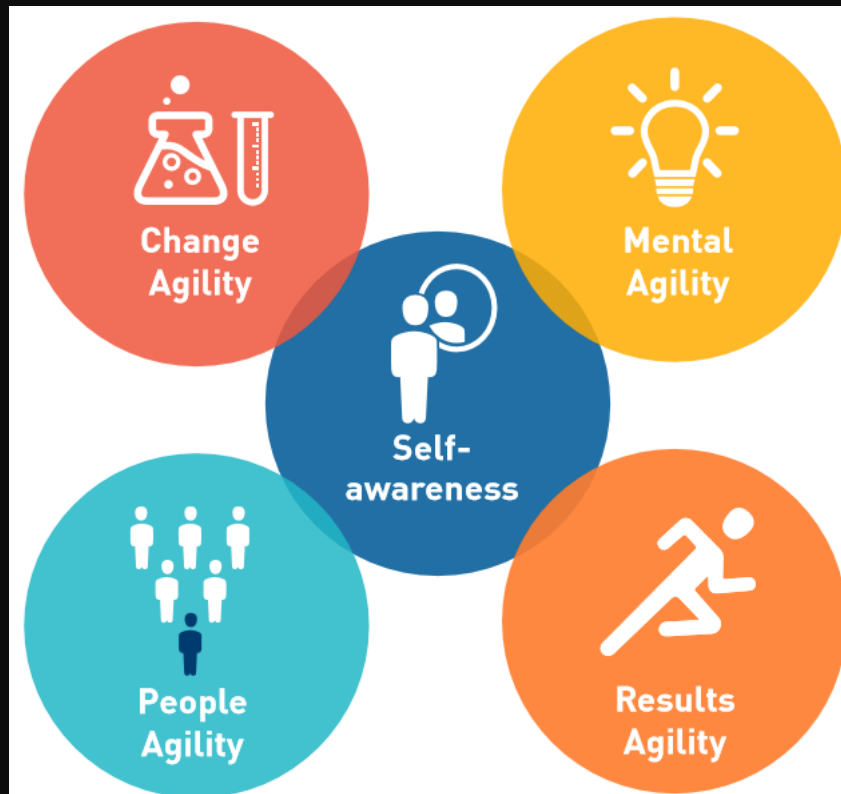 Change
Agility
Mental
Agility
Self-
awareness
People
Agility
Results
Agility